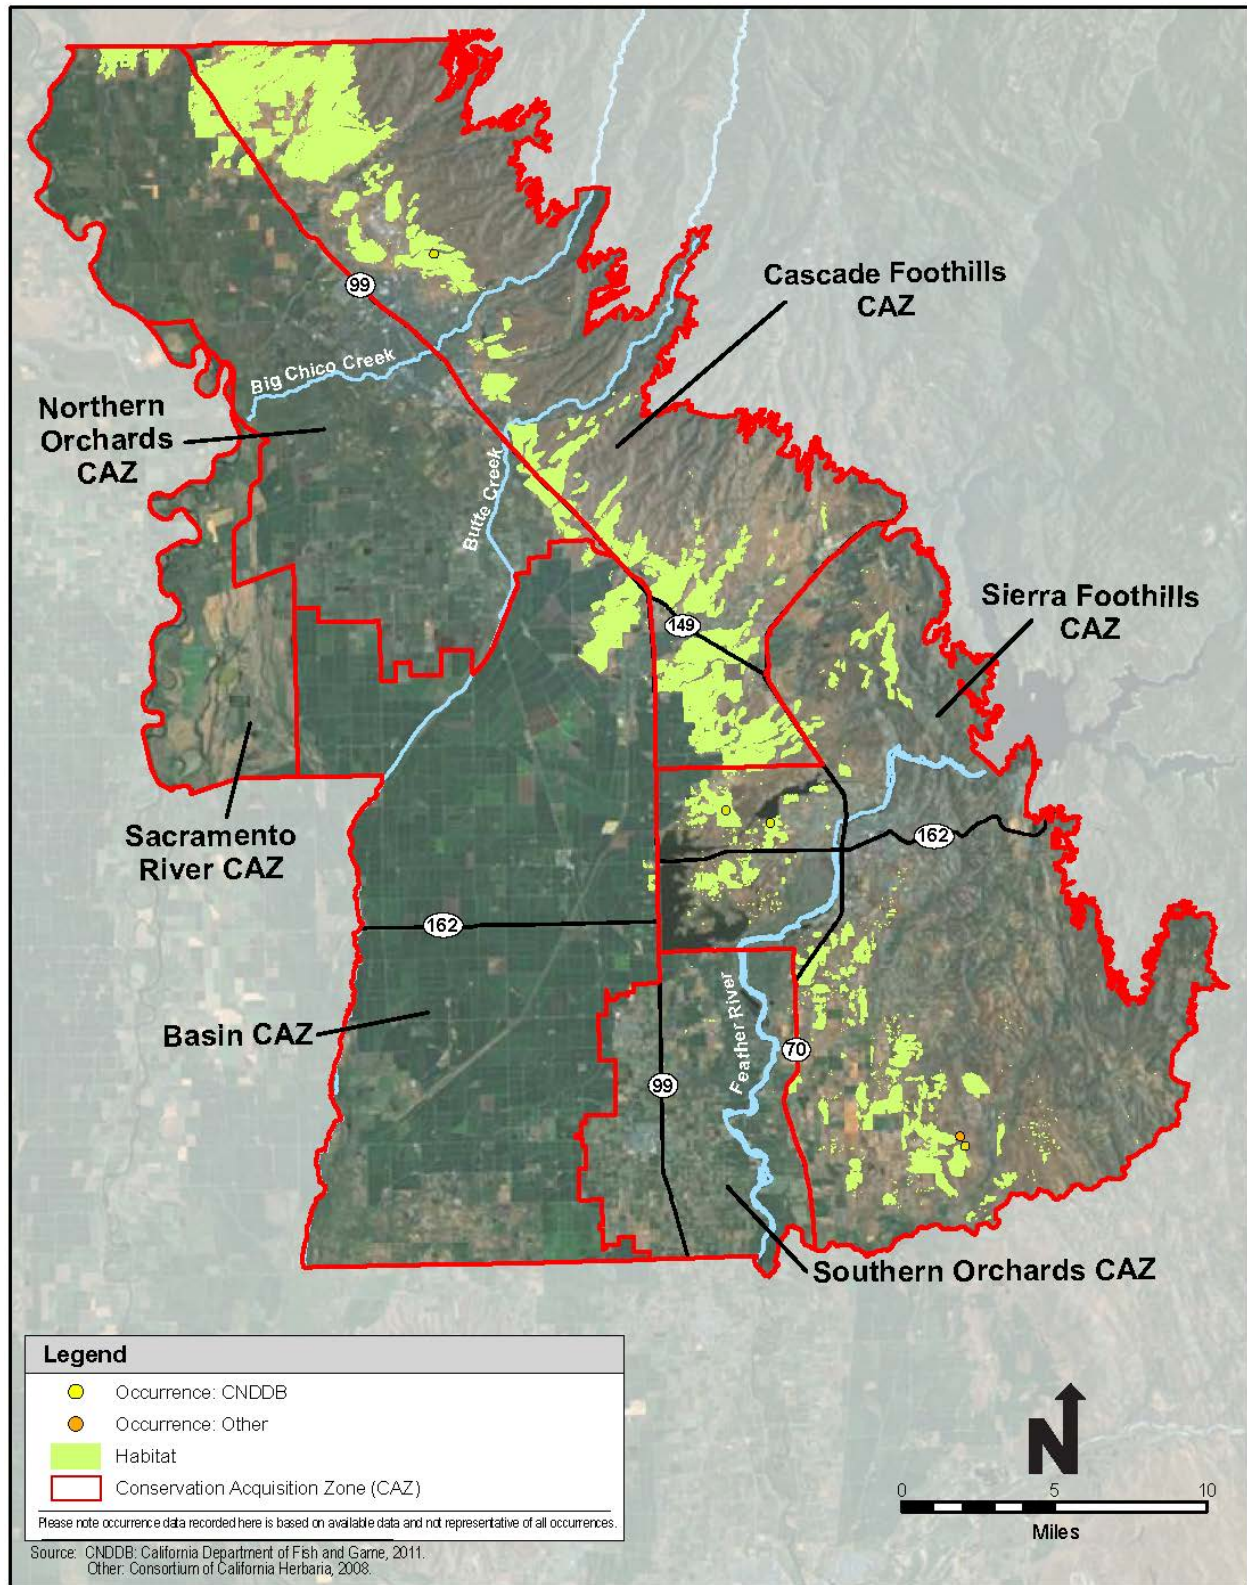 Cascade Foothills
CAZ
99
Big Chico Creek
Northern
Orchards
CAZ
Butte Creek
Sierra Foothills
CAZ
149
Sacramento
River CAZ
162
162
Basin CAZ
Feather River
70
99
Southern Orchards CAZ
Legend
Occurrence: CNDDB
Occurrence: Other
Habitat
Conservation Acquisition Zone (CAZ)
Please note occurrence data recorded here is based on available data and not representative of all occurrences.
Source: CNDDB: California Department of Fish and Game, 2011.
Other: Consortium of California Herbaria, 2008.
N
0 5 10
Miles